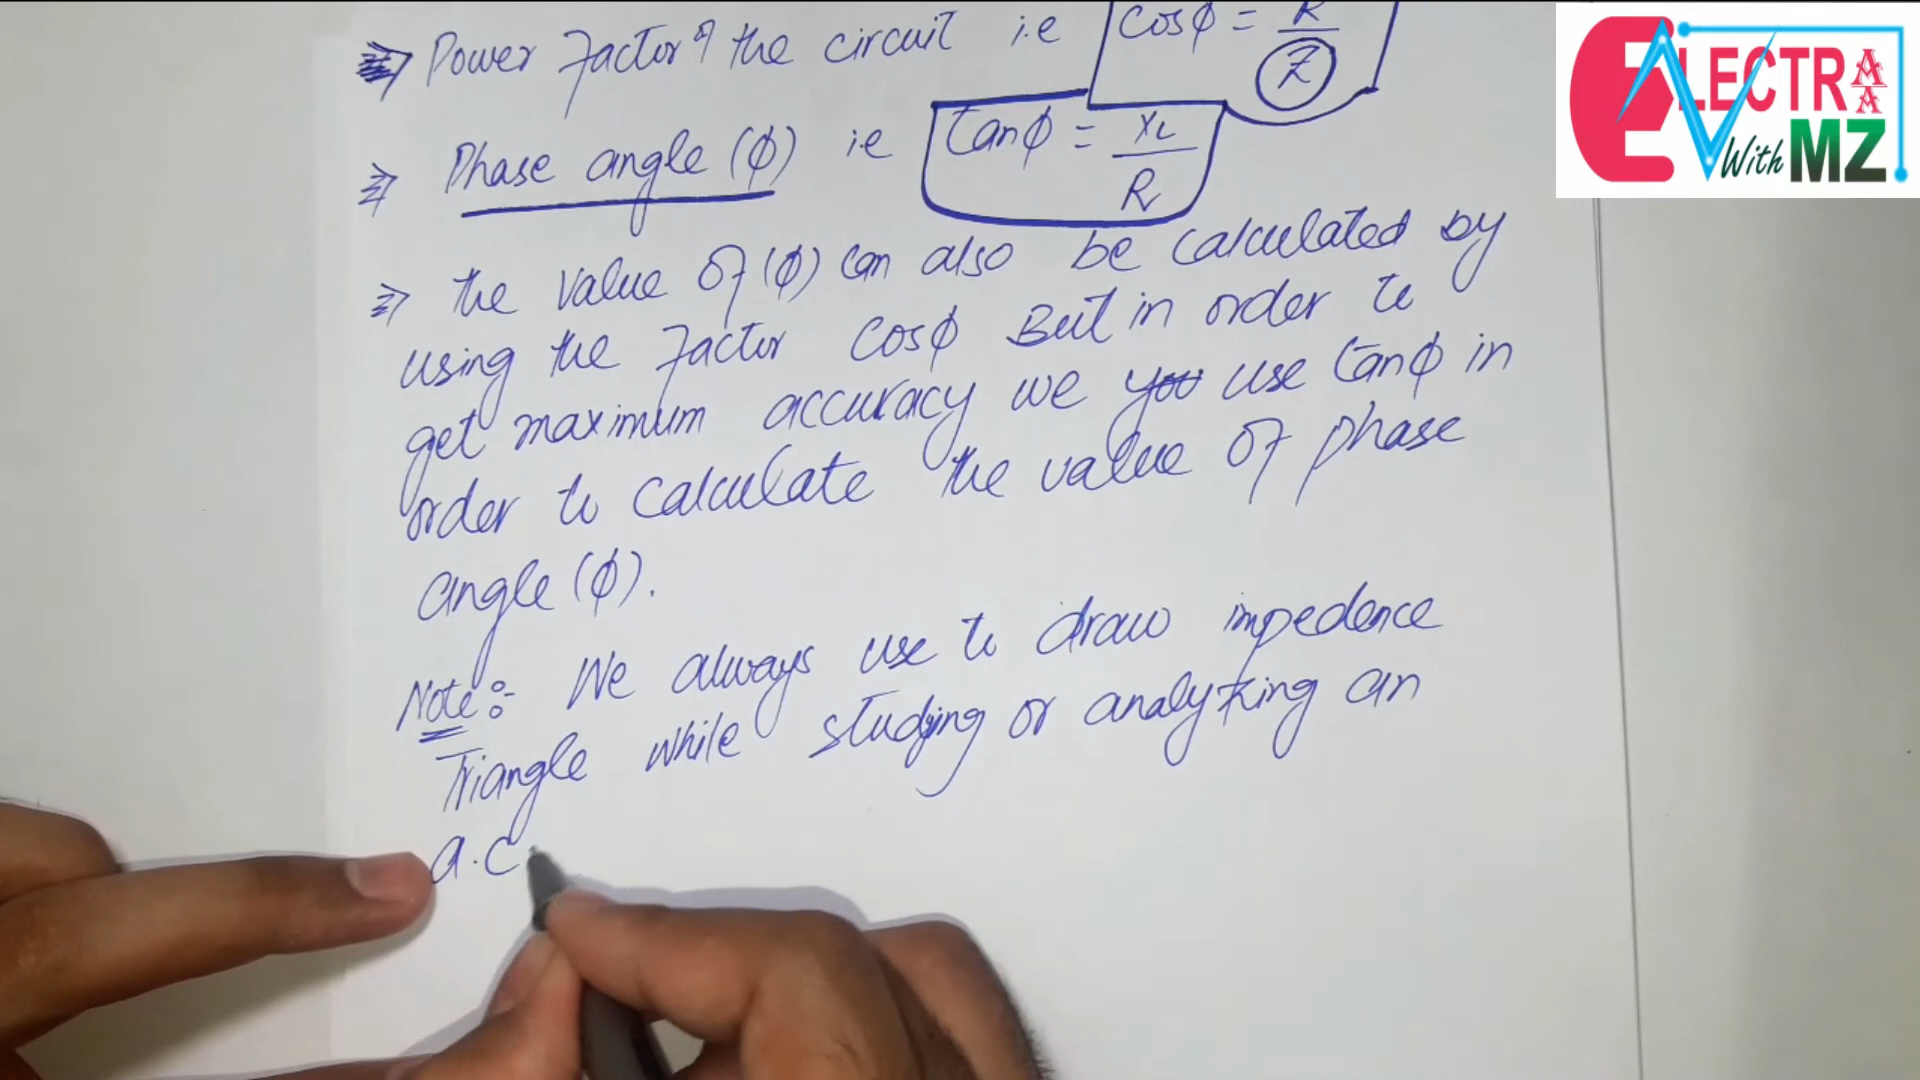 ⇒ Power Factor of the circuit i.e cosφ = R/Z
⇒ Phase angle (φ) i.e tanφ = XL/R
⇒ the value of (φ) can also be calculated by
using the factor cosφ But in order to
get maximum accuracy we you use tanφ in
order to calculate the value of phase
angle (φ).
Note:- We always use to draw impedence
Triangle while studying or analyzing an
a.c
ELECTRA
With MZ